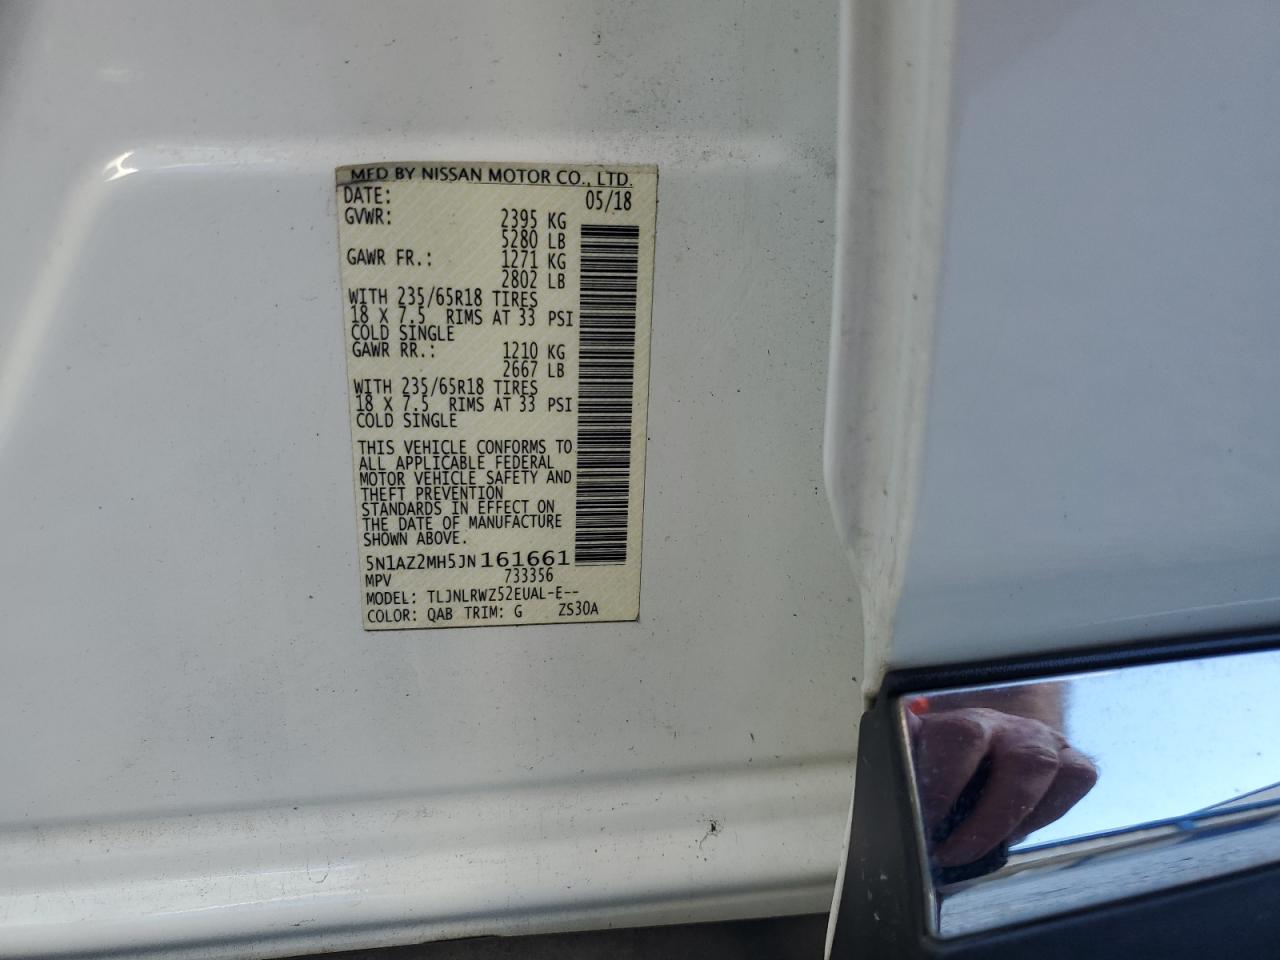 MFD BY NISSAN MOTOR CO., LTD.
DATE: 05/18
GVWR: 2395 KG
5280 LB
GAWR FR.: 1271 KG
2802 LB
WITH 235/65R18 TIRES
18 X 7.5 RIMS AT 33 PSI
COLD SINGLE
GAWR RR.: 1210 KG
2667 LB
WITH 235/65R18 TIRES
18 X 7.5 RIMS AT 33 PSI
COLD SINGLE
THIS VEHICLE CONFORMS TO
ALL APPLICABLE FEDERAL
MOTOR VEHICLE SAFETY AND
THEFT PREVENTION
STANDARDS IN EFFECT ON
THE DATE OF MANUFACTURE
SHOWN ABOVE.
5N1AZ2MH5JN161661
MPV 733356
MODEL: TLJNLRWZ52EUAL-E--
COLOR: QAB TRIM: G ZS30A